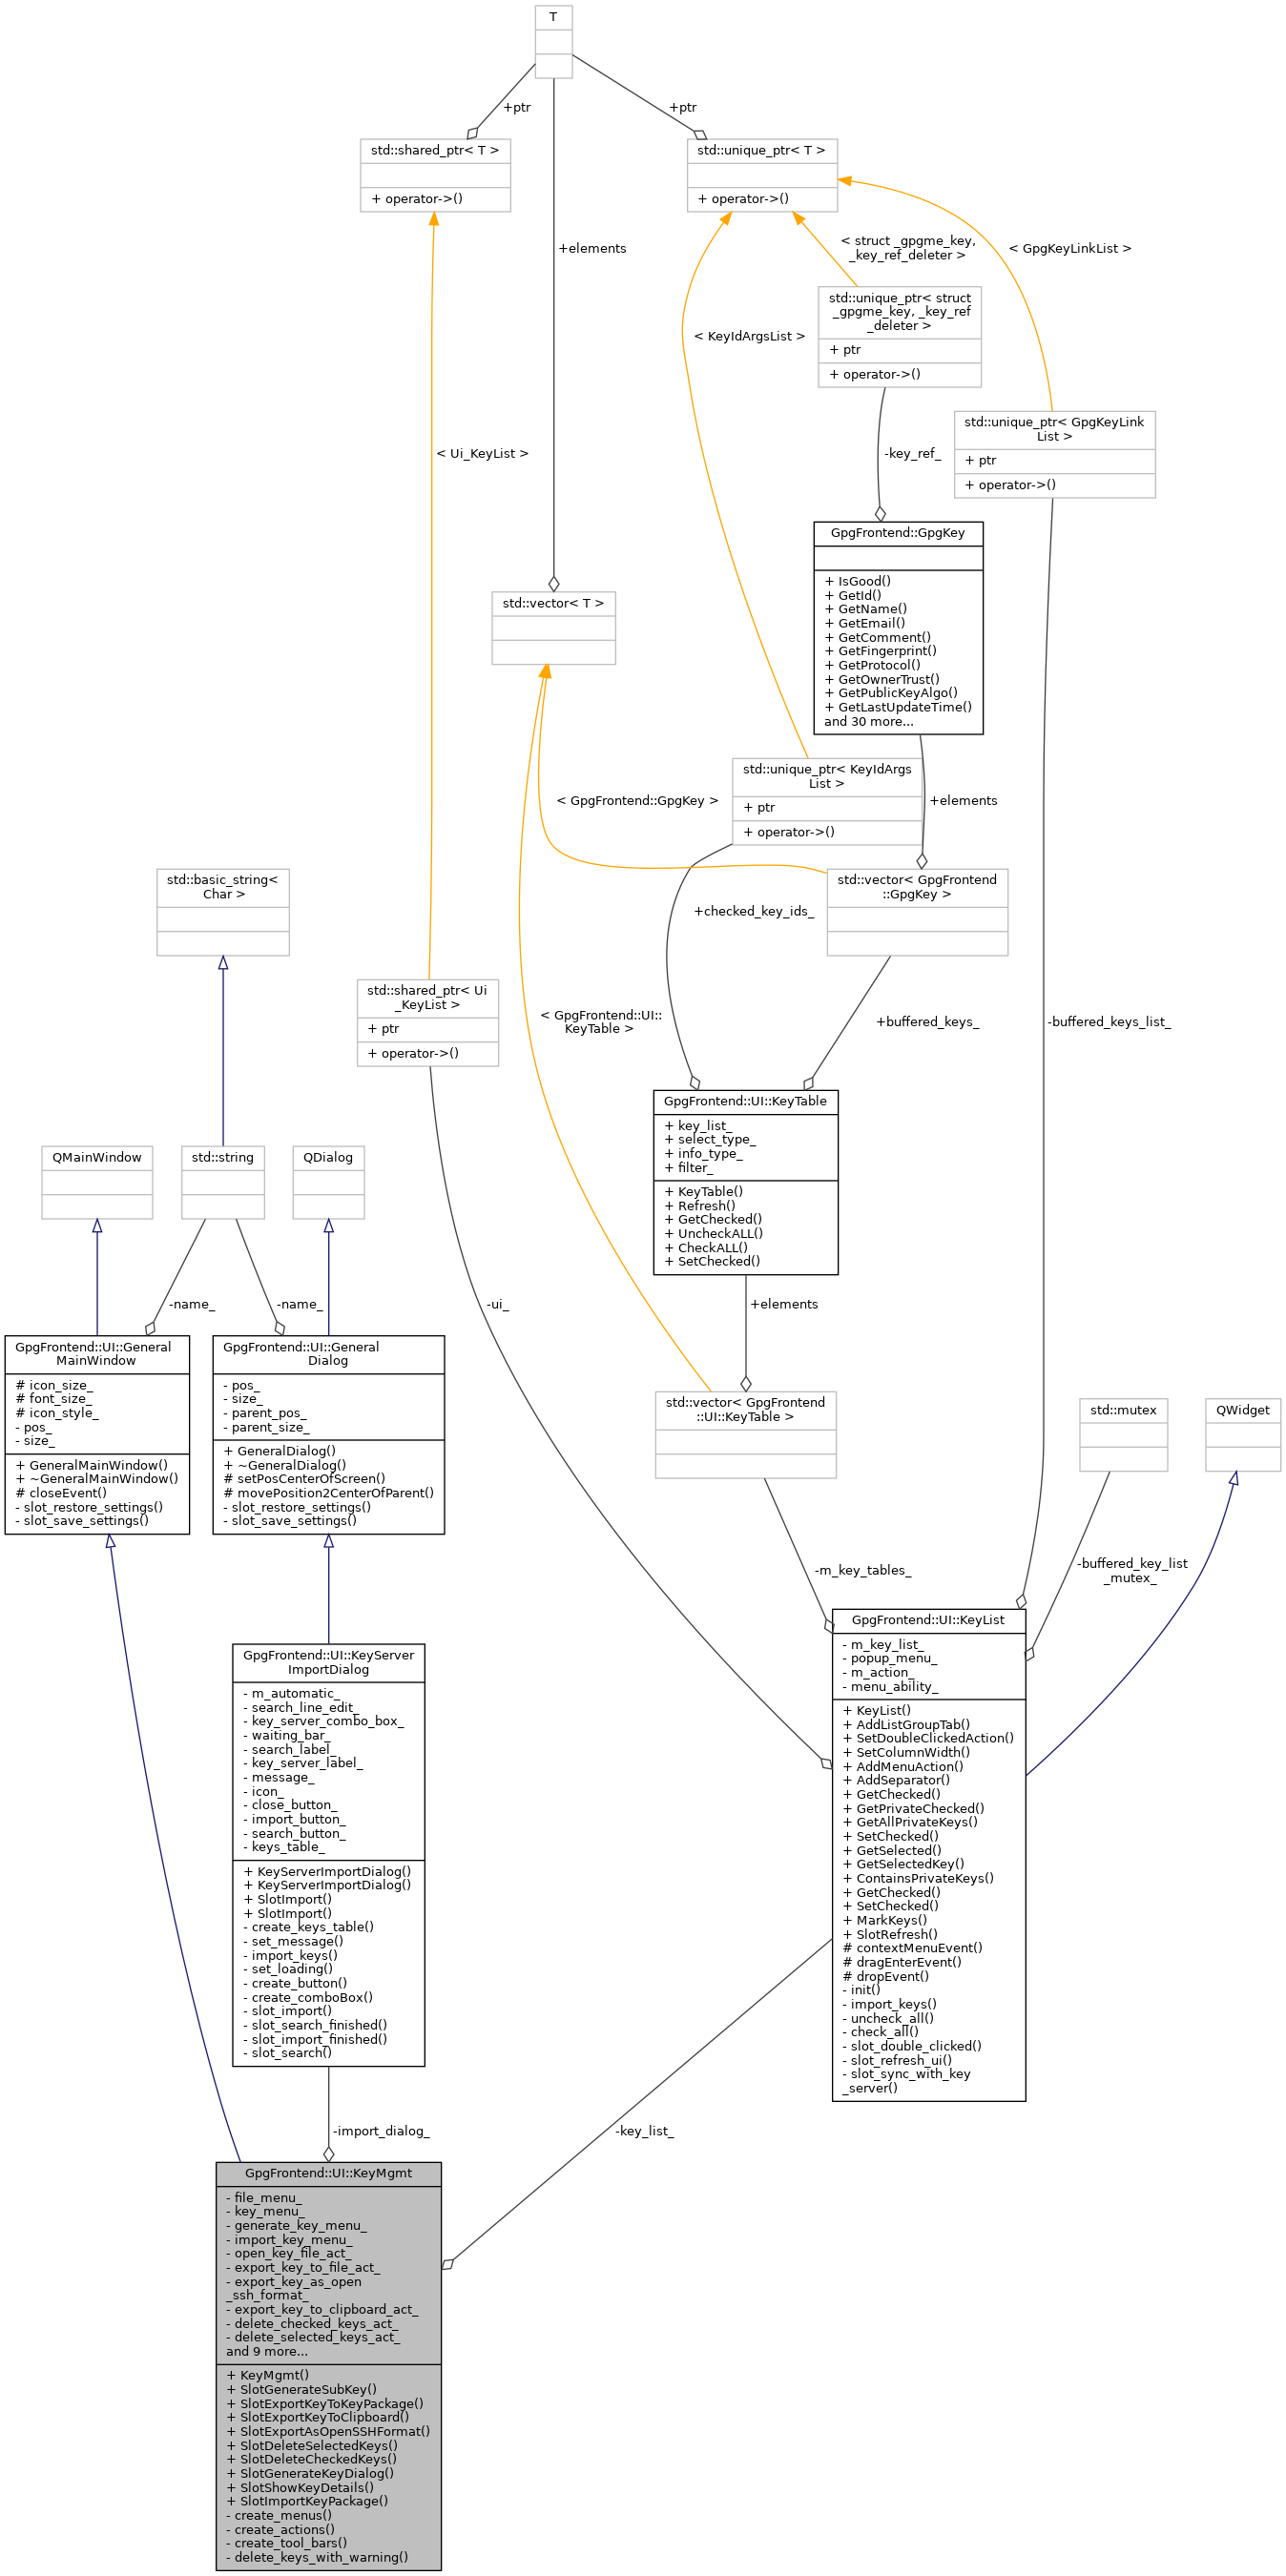 T
+ptr
+ptr
std::shared_ptr< T >
+ operator->()
std::unique_ptr< T >
+ operator->()
+elements
< struct _gpgme_key,
_key_ref_deleter >
< GpgKeyLinkList >
std::unique_ptr< struct
_gpgme_key, _key_ref
_deleter >
+ ptr
+ operator->()
< KeyIdArgsList >
std::unique_ptr< GpgKeyLink
List >
+ ptr
+ operator->()
< Ui_KeyList >
-key_ref_
GpgFrontend::GpgKey
+ IsGood()
+ GetId()
+ GetName()
+ GetEmail()
+ GetComment()
+ GetFingerprint()
+ GetProtocol()
+ GetOwnerTrust()
+ GetPublicKeyAlgo()
+ GetLastUpdateTime()
and 30 more...
std::vector< T >
std::unique_ptr< KeyIdArgs
List >
+ ptr
+ operator->()
< GpgFrontend::GpgKey >
+elements
std::basic_string<
Char >
std::vector< GpgFrontend
::GpgKey >
+checked_key_ids_
std::shared_ptr< Ui
_KeyList >
+ ptr
+ operator->()
< GpgFrontend::UI::
KeyTable >
+buffered_keys_
-buffered_keys_list_
GpgFrontend::UI::KeyTable
+ key_list_
+ select_type_
+ info_type_
+ filter_
+ KeyTable()
+ Refresh()
+ GetChecked()
+ UncheckALL()
+ CheckALL()
+ SetChecked()
QMainWindow
std::string
QDialog
-name_
-name_
-ui_
+elements
GpgFrontend::UI::General
MainWindow
# icon_size_
# font_size_
# icon_style_
- pos_
- size_
+ GeneralMainWindow()
+ ~GeneralMainWindow()
# closeEvent()
- slot_restore_settings()
- slot_save_settings()
GpgFrontend::UI::General
Dialog
- pos_
- size_
- parent_pos_
- parent_size_
+ GeneralDialog()
+ ~GeneralDialog()
# setPosCenterOfScreen()
# movePosition2CenterOfParent()
- slot_restore_settings()
- slot_save_settings()
std::vector< GpgFrontend
::UI::KeyTable >
std::mutex
QWidget
-m_key_tables_
-buffered_key_list
_mutex_
GpgFrontend::UI::KeyServer
ImportDialog
- m_automatic_
- search_line_edit_
- key_server_combo_box_
- waiting_bar_
- search_label_
- key_server_label_
- message_
- icon_
- close_button_
- import_button_
- search_button_
- keys_table_
+ KeyServerImportDialog()
+ KeyServerImportDialog()
+ SlotImport()
+ SlotImport()
- create_keys_table()
- set_message()
- import_keys()
- set_loading()
- create_button()
- create_comboBox()
- slot_import()
- slot_search_finished()
- slot_import_finished()
- slot_search()
GpgFrontend::UI::KeyList
- m_key_list_
- popup_menu_
- m_action_
- menu_ability_
+ KeyList()
+ AddListGroupTab()
+ SetDoubleClickedAction()
+ SetColumnWidth()
+ AddMenuAction()
+ AddSeparator()
+ GetChecked()
+ GetPrivateChecked()
+ GetAllPrivateKeys()
+ SetChecked()
+ GetSelected()
+ GetSelectedKey()
+ ContainsPrivateKeys()
+ GetChecked()
+ SetChecked()
+ MarkKeys()
+ SlotRefresh()
# contextMenuEvent()
# dragEnterEvent()
# dropEvent()
- init()
- import_keys()
- uncheck_all()
- check_all()
- slot_double_clicked()
- slot_refresh_ui()
- slot_sync_with_key
_server()
-import_dialog_
-key_list_
GpgFrontend::UI::KeyMgmt
- file_menu_
- key_menu_
- generate_key_menu_
- import_key_menu_
- open_key_file_act_
- export_key_to_file_act_
- export_key_as_open
_ssh_format_
- export_key_to_clipboard_act_
- delete_checked_keys_act_
- delete_selected_keys_act_
and 9 more...
+ KeyMgmt()
+ SlotGenerateSubKey()
+ SlotExportKeyToKeyPackage()
+ SlotExportKeyToClipboard()
+ SlotExportAsOpenSSHFormat()
+ SlotDeleteSelectedKeys()
+ SlotDeleteCheckedKeys()
+ SlotGenerateKeyDialog()
+ SlotShowKeyDetails()
+ SlotImportKeyPackage()
- create_menus()
- create_actions()
- create_tool_bars()
- delete_keys_with_warning()